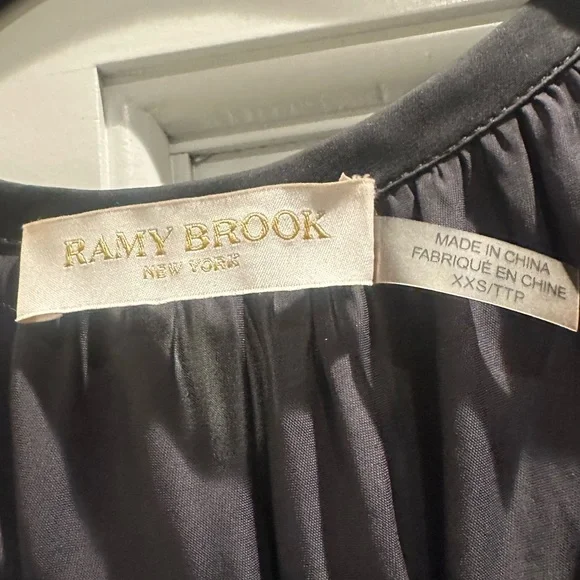 RAMY BROOK
NEW YORK
MADE IN CHINA
FABRIQUÉ EN CHINE
XXS/TTP